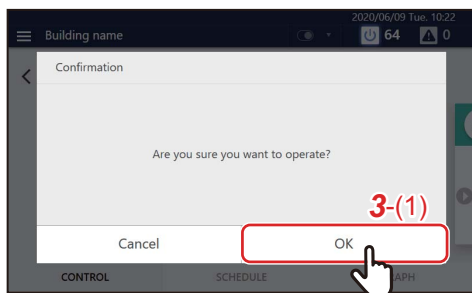 2020/06/09 Tue. 10:22
Building name
64
0
Confirmation
Are you sure you want to operate?
3-(1)
Cancel
OK
CONTROL
SCHEDULE
APH